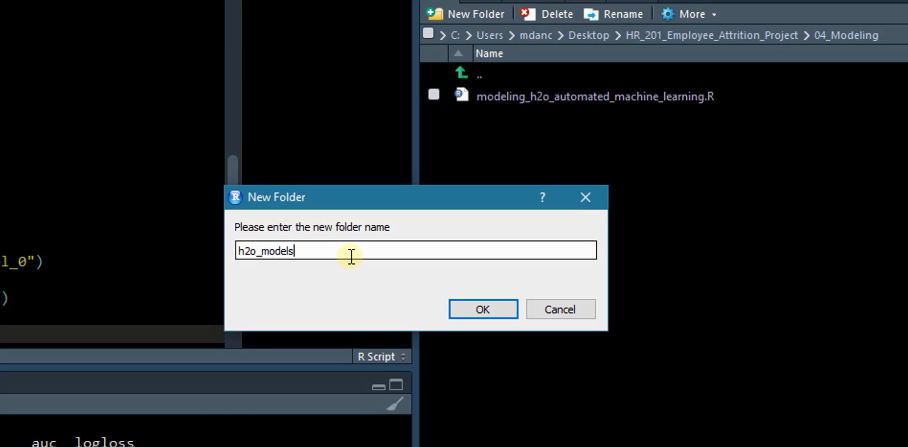 New Folder Delete Rename More
C: Users mdanc Desktop HR_201_Employee_Attrition_Project 04_Modeling
Name
..
modeling_h2o_automated_machine_learning.R
R New Folder ?
Please enter the new folder name
h2o_models
l_0")
)
OK Cancel
R Script
auc logloss